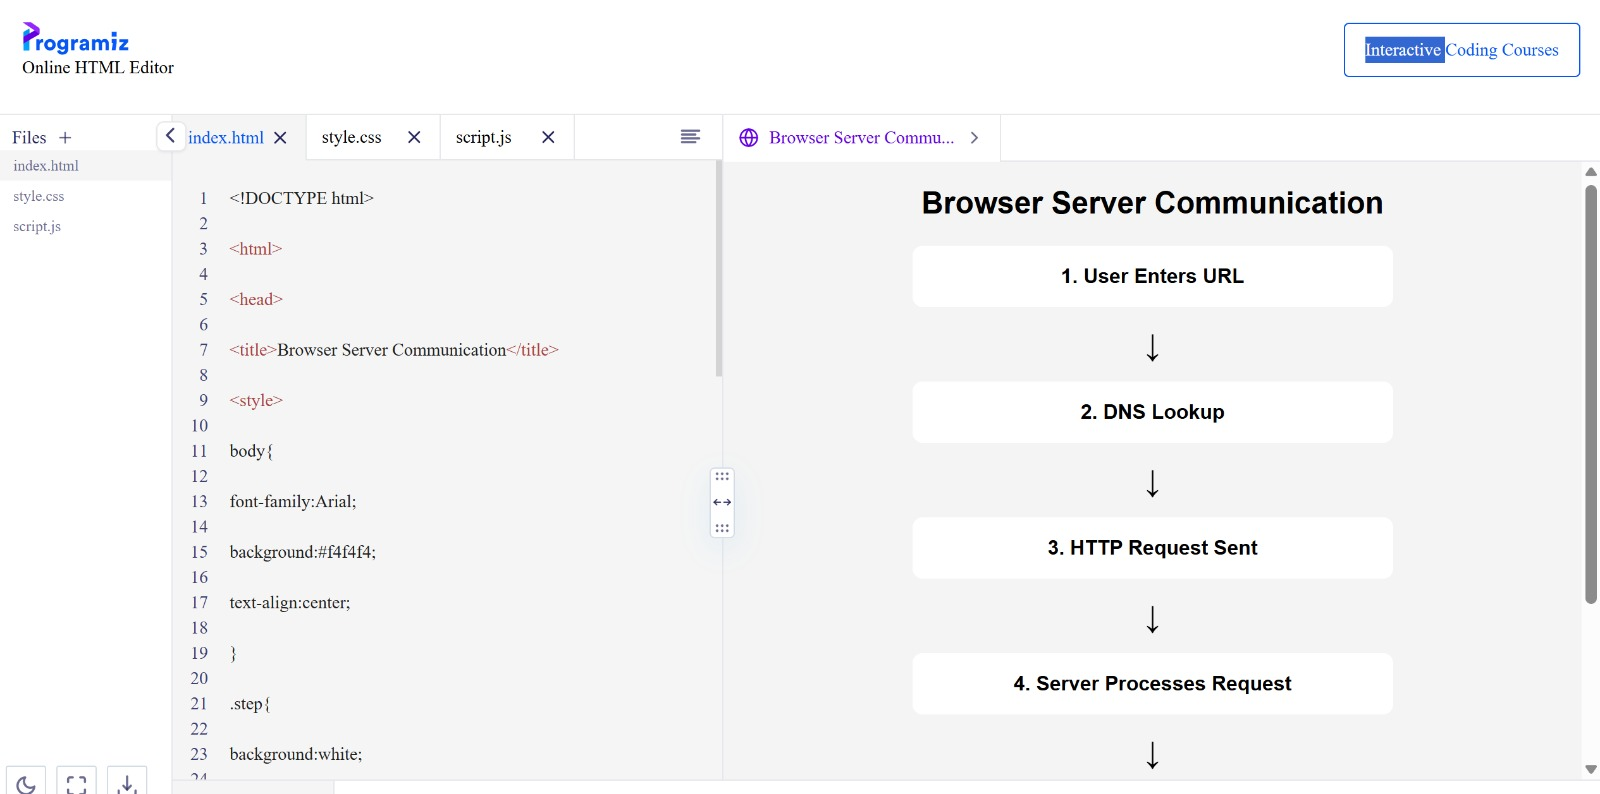 Programiz
Online HTML Editor
Interactive Coding Courses
Files +
index.html
style.css
script.js
index.html
style.css
script.js
Browser Server Commu...
1 <!DOCTYPE html>
2
3 <html>
4
5 <head>
6
7 <title>Browser Server Communication</title>
8
9 <style>
10
11 body{
12
13 font-family:Arial;
14
15 background:#f4f4f4;
16
17 text-align:center;
18
19 }
20
21 .step{
22
23 background:white;
24
Browser Server Communication
1. User Enters URL
↓
2. DNS Lookup
↓
3. HTTP Request Sent
↓
4. Server Processes Request
↓